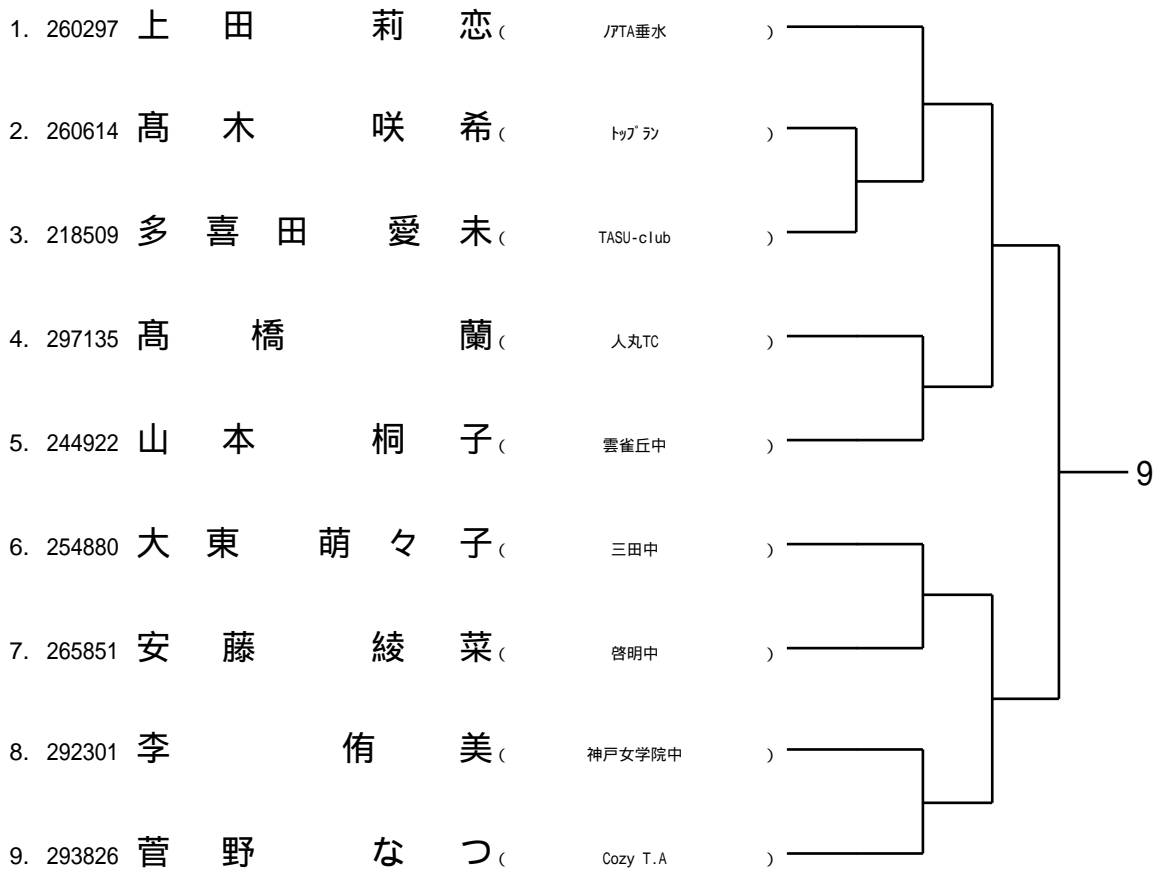 1. 260297 上田 莉恋 ( ﾉｱTA垂水 )
2. 260614 髙木 咲希 ( ﾄｯﾌﾟﾗﾝ )
3. 218509 多喜田 愛未 ( TASU-club )
4. 297135 髙橋 蘭 ( 人丸TC )
5. 244922 山本 桐子 ( 雲雀丘中 )
9
6. 254880 大東 萌々子 ( 三田中 )
7. 265851 安藤 綾菜 ( 啓明中 )
8. 292301 李 侑美 ( 神戸女学院中 )
9. 293826 菅野 なつ ( Cozy T.A )